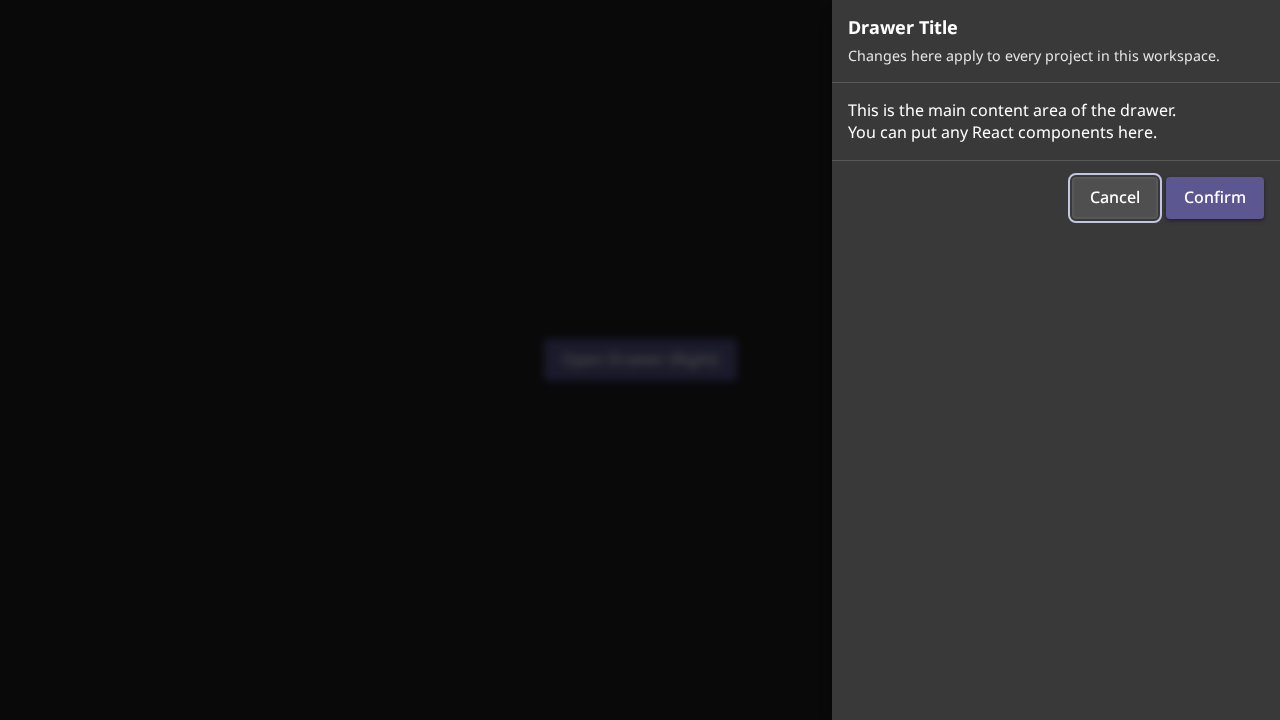 Drawer Title
Changes here apply to every project in this workspace.
This is the main content area of the drawer.
You can put any React components here.
Cancel
Confirm